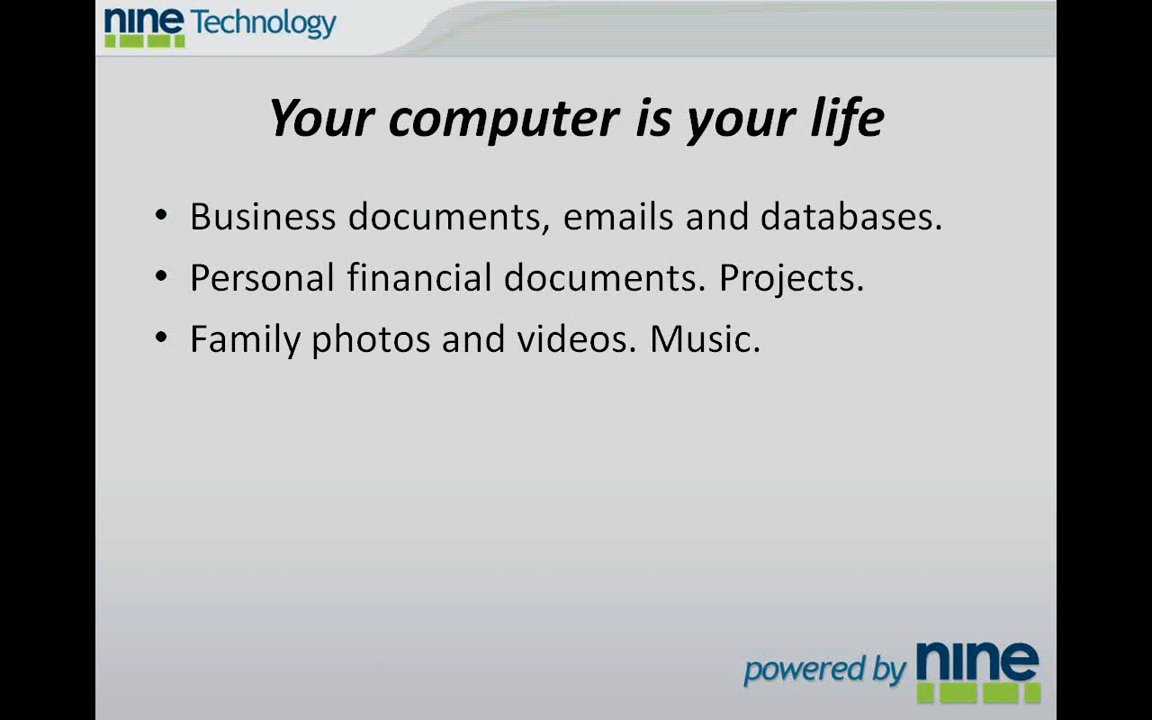 nine Technology
Your computer is your life
• Business documents, emails and databases.
• Personal financial documents. Projects.
• Family photos and videos. Music.
powered by nine